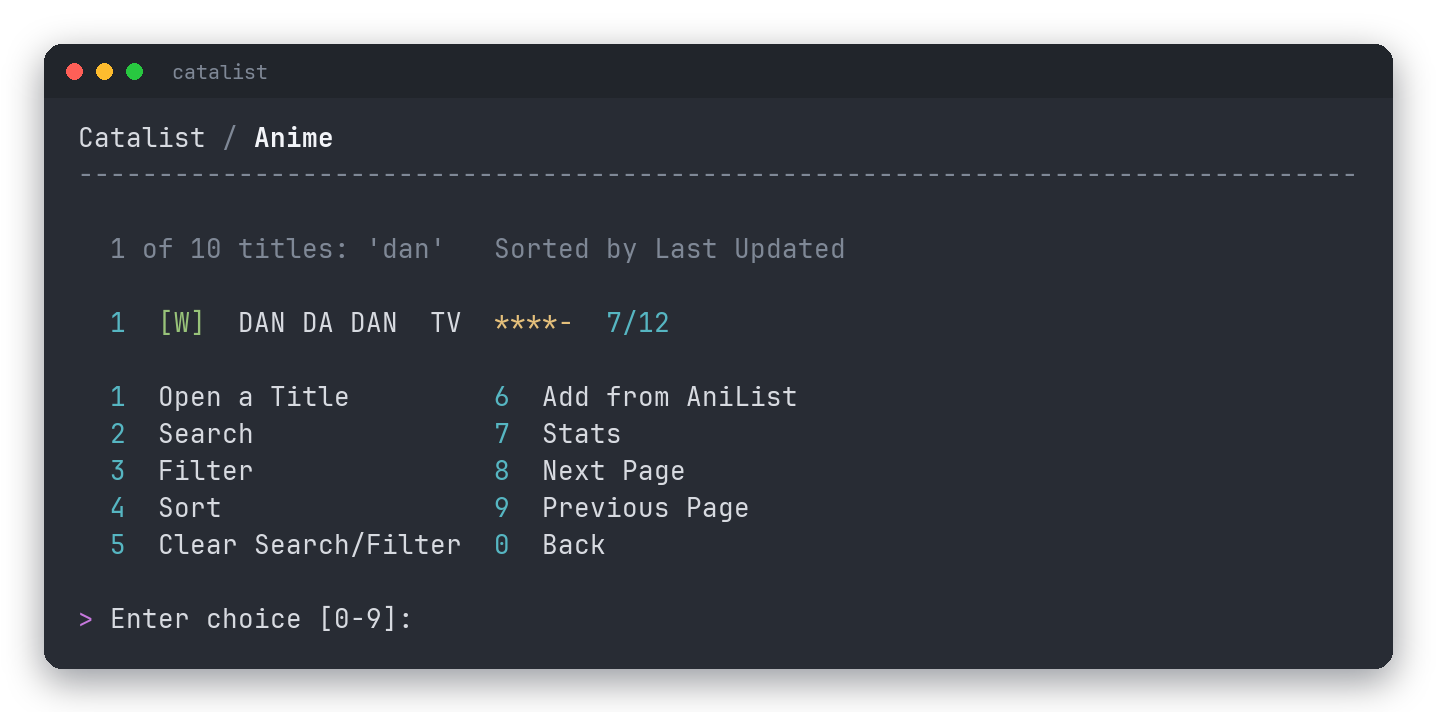 catalist
Catalist / Anime
--------------------------------------------------------------------------------
1 of 10 titles: 'dan'   Sorted by Last Updated
1  [W]  DAN DA DAN  TV  ****-  7/12
1  Open a Title         6  Add from AniList
2  Search               7  Stats
3  Filter               8  Next Page
4  Sort                 9  Previous Page
5  Clear Search/Filter  0  Back
> Enter choice [0-9]: